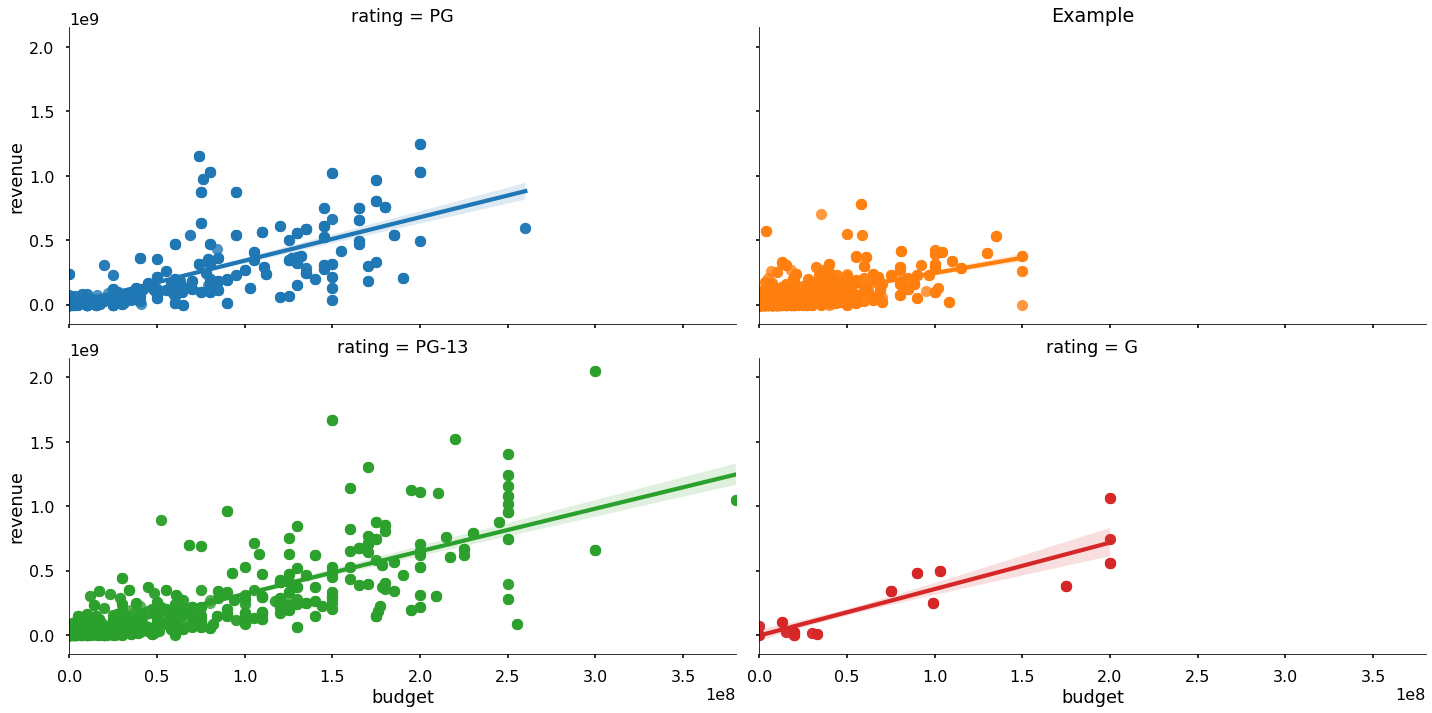 rating = PG
Example
1e9
2.0
1.5
1.0
0.5
0.0
revenue
rating = PG-13
rating = G
1e9
2.0
1.5
1.0
0.5
0.0
revenue
0.0 0.5 1.0 1.5 2.0 2.5 3.0 3.5
1e8
budget
0.0 0.5 1.0 1.5 2.0 2.5 3.0 3.5
1e8
budget